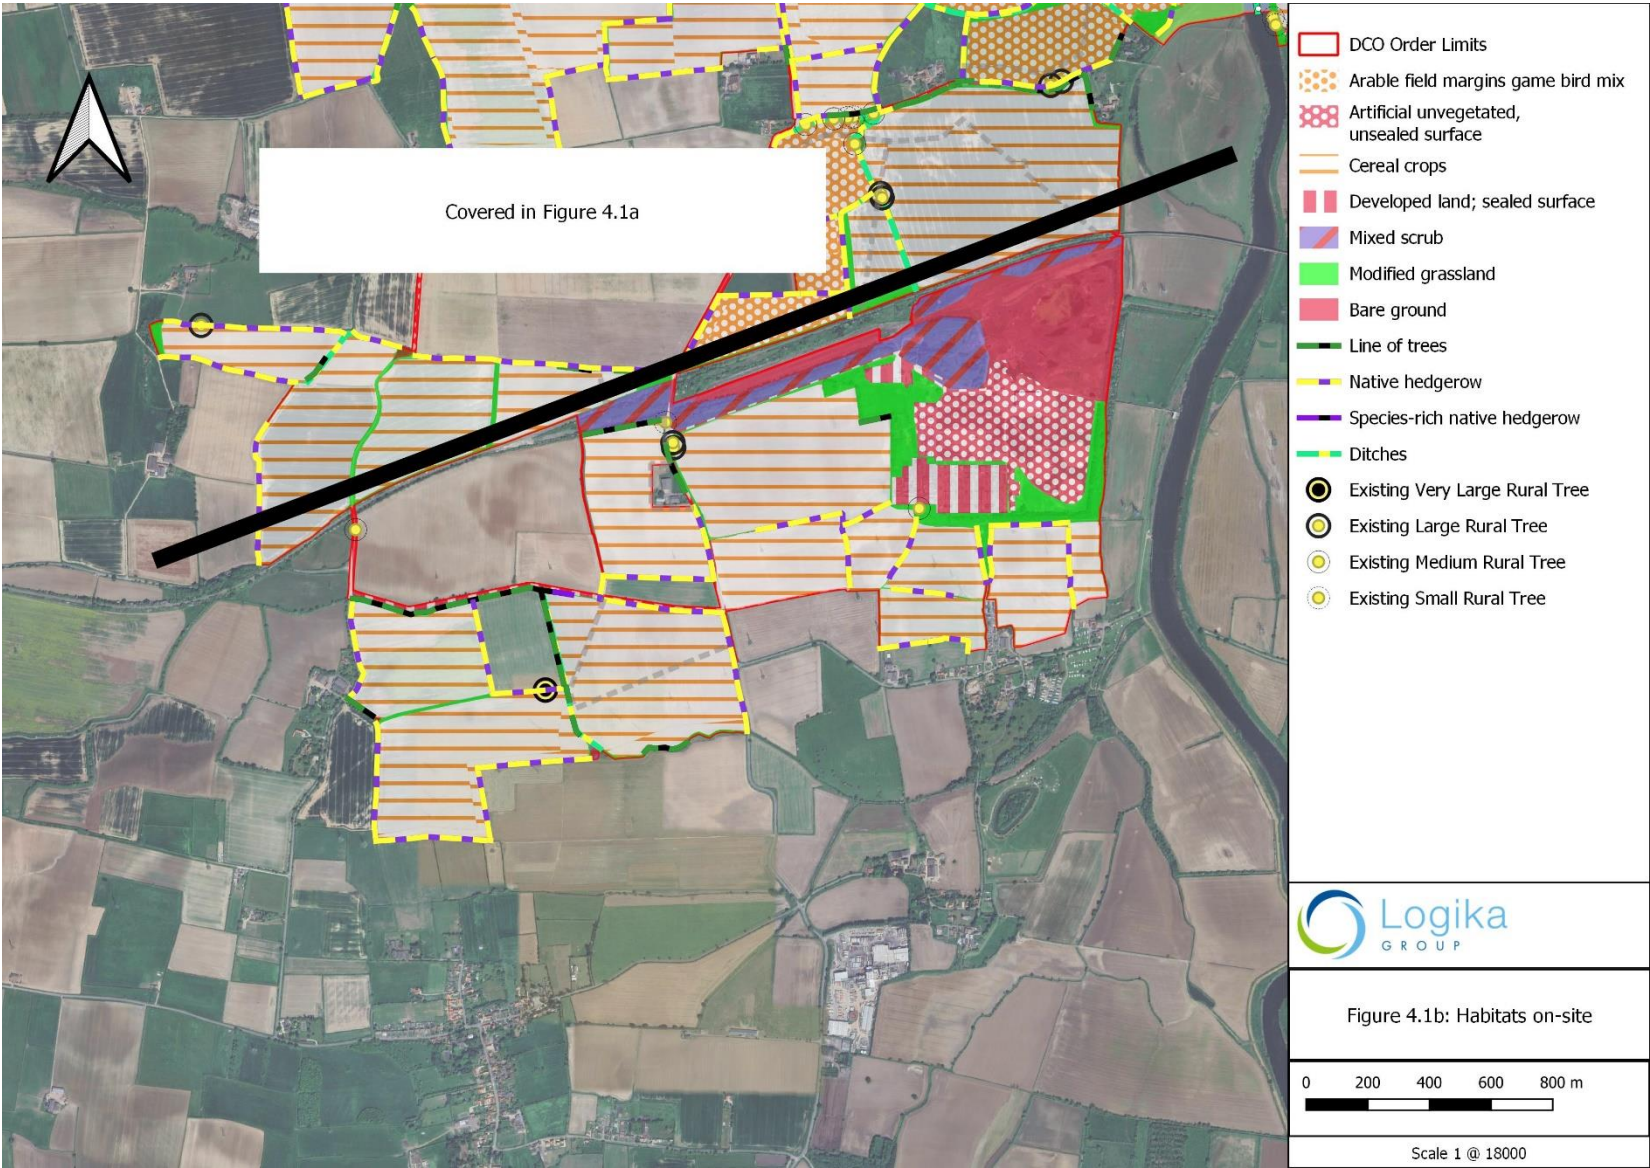 Covered in Figure 4.1a
DCO Order Limits
Arable field margins game bird mix
Artificial unvegetated,
unsealed surface
Cereal crops
Developed land; sealed surface
Mixed scrub
Modified grassland
Bare ground
Line of trees
Native hedgerow
Species-rich native hedgerow
Ditches
Existing Very Large Rural Tree
Existing Large Rural Tree
Existing Medium Rural Tree
Existing Small Rural Tree
Logika
GROUP
Figure 4.1b: Habitats on-site
0 200 400 600 800 m
Scale 1 @ 18000